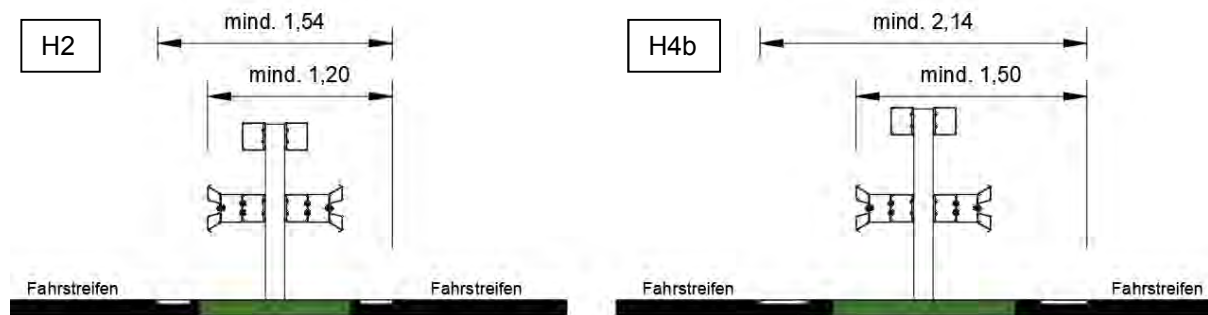 H2
mind. 1,54
mind. 1,20
Fahrstreifen
Fahrstreifen
H4b
mind. 2,14
mind. 1,50
Fahrstreifen
Fahrstreifen